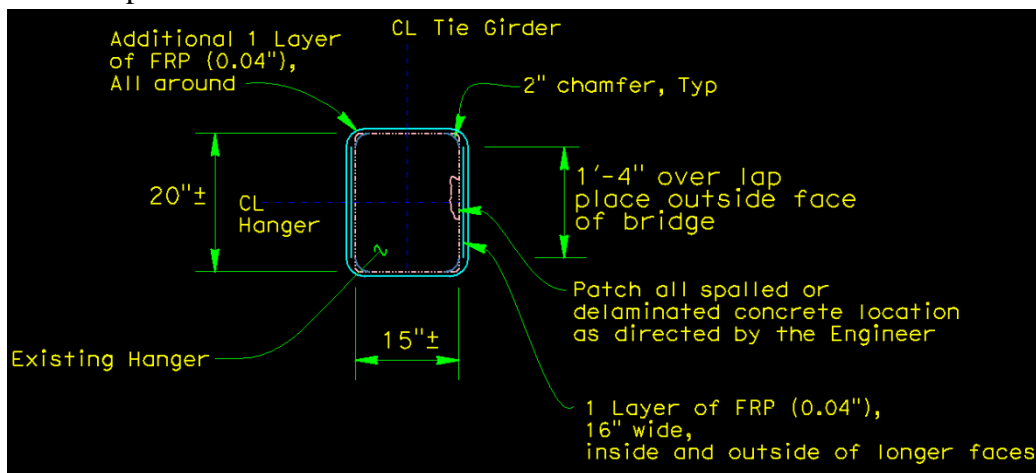 CL Tie Girder
Additional 1 Layer
of FRP (0.04"),
All around
2" chamfer, Typ
20"±
CL
Hanger
1'-4" over lap
place outside face
of bridge
2
Patch all spalled or
delaminated concrete location
as directed by the Engineer
15"±
Existing Hanger
1 Layer of FRP (0.04"),
16" wide,
inside and outside of longer faces